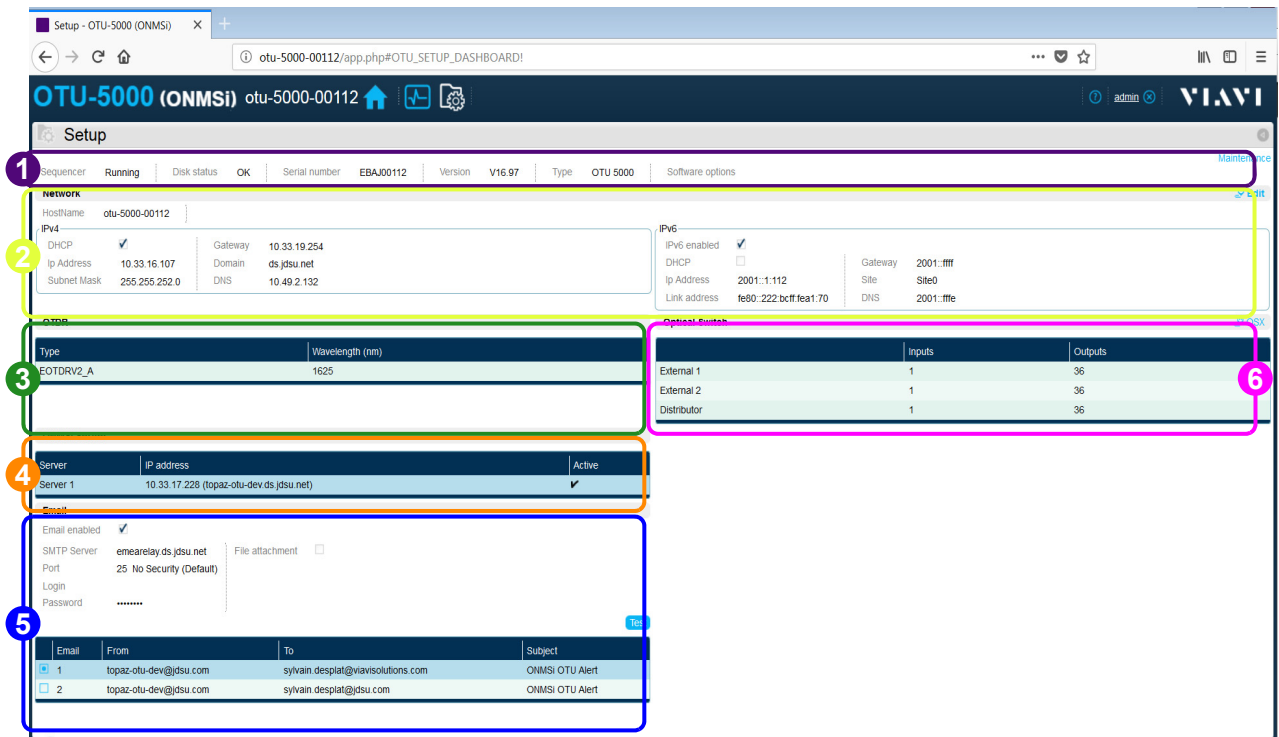 Setup - OTU-5000 (ONMSi)
otu-5000-00112/app.php#OTU_SETUP_DASHBOARD!
OTU-5000 (ONMSi) otu-5000-00112
admin
VIAVI
Setup
Maintenance
1
Sequencer Running Disk status OK Serial number EBAJ00112 Version V16.97 Type OTU 5000 Software options
Network Edit
HostName otu-5000-00112
2
IPv4
DHCP Gateway 10.33.19.254
Ip Address 10.33.16.107 Domain ds.jdsu.net
Subnet Mask 255.255.252.0 DNS 10.49.2.132
IPv6
IPv6 enabled
DHCP Gateway 2001::ffff
Ip Address 2001::1:112 Site Site0
Link address fe80::222:bcff:fea1:70 DNS 2001::fffe
OTDR
3
Type Wavelength (nm)
EOTDRV2_A 1625
Optical Switch OSX
6
Inputs Outputs
External 1 1 36
External 2 1 36
Distributor 1 36
4
Server IP address Active
Server 1 10.33.17.228 (topaz-otu-dev.ds.jdsu.net)
Email
5
Email enabled
SMTP Server emearelay.ds.jdsu.net File attachment
Port 25 No Security (Default)
Login
Password ••••••••
Test
Email From To Subject
1 topaz-otu-dev@jdsu.com sylvain.desplat@viavisolutions.com ONMSi OTU Alert
2 topaz-otu-dev@jdsu.com sylvain.desplat@jdsu.com ONMSi OTU Alert